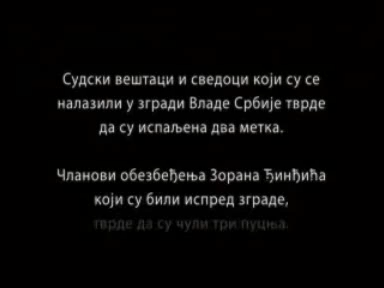 Судски вештаци и сведоци који су се
налазили у згради Владе Србије тврде
да су испаљена два метка.
Чланови обезбеђења Зорана Ђинђића
који су били испред зграде,
тврде да су чули три пуцња.